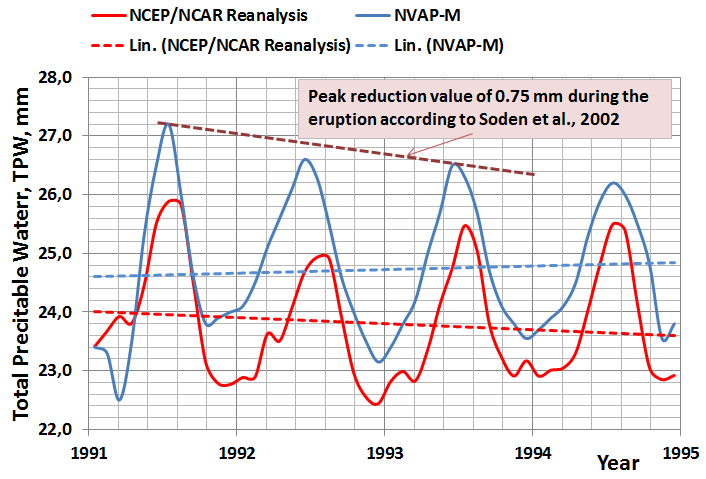 NCEP/NCAR Reanalysis
NVAP-M
Lin. (NCEP/NCAR Reanalysis)
Lin. (NVAP-M)
Total Precitable Waterr, TPW, mm
28,0
27,0
26,0
25,0
24,0
23,0
22,0
Peak reduction value of 0.75 mm during the
eruption according to Soden et al., 2002
1991
1992
1993
1994
1995
Year